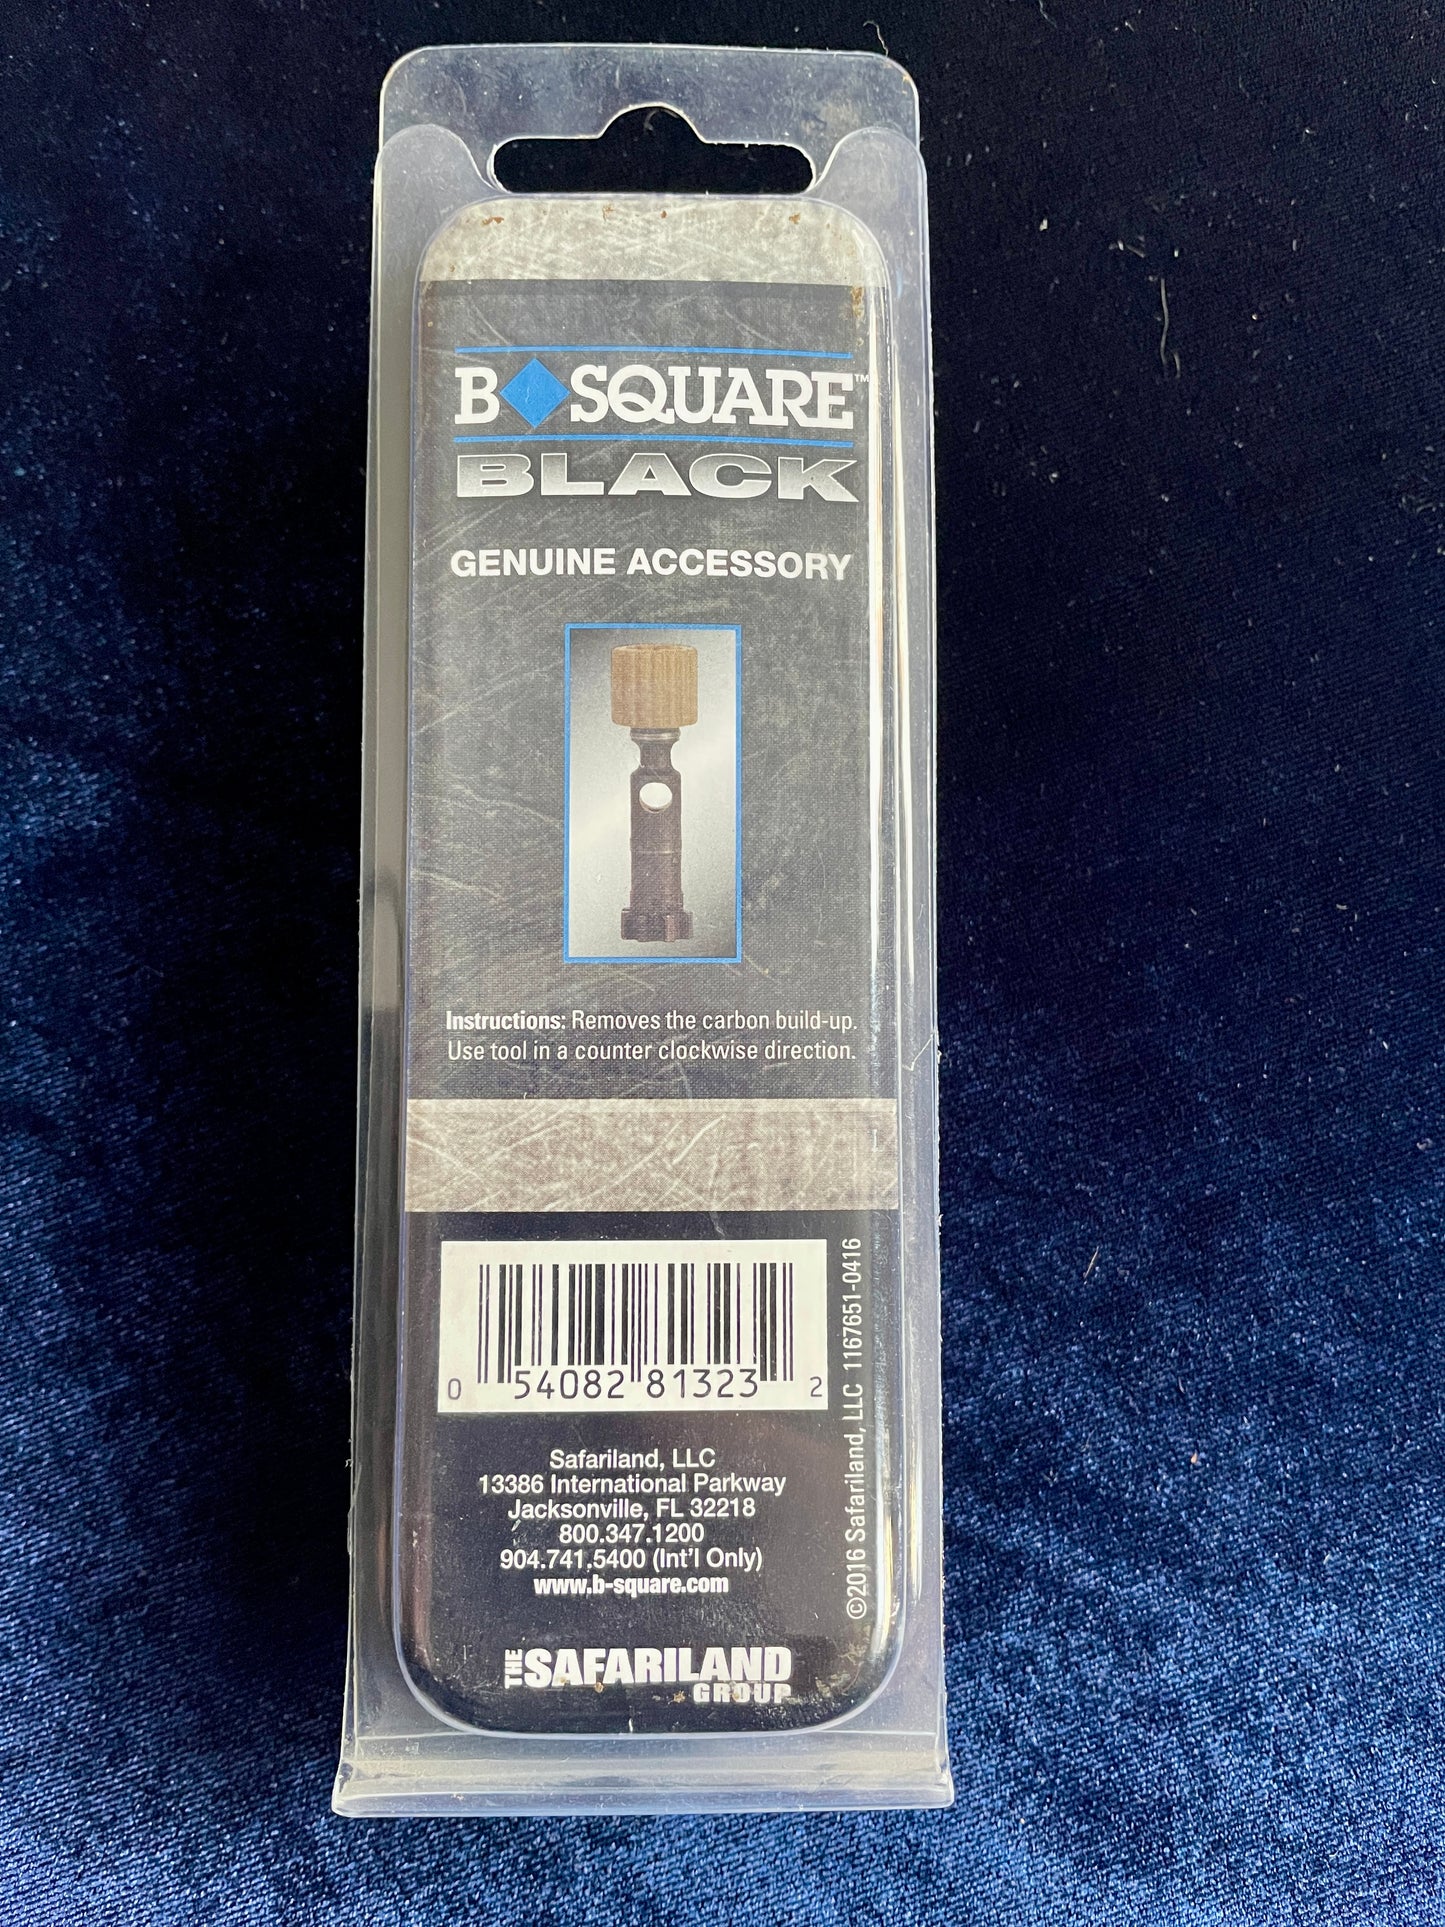 B SQUARE™
BLACK
GENUINE ACCESSORY
Instructions: Removes the carbon build-up.
Use tool in a counter clockwise direction.
0 54082 81323 2
Safariland, LLC
13386 International Parkway
Jacksonville, FL 32218
800.347.1200
904.741.5400 (Int'l Only)
www.b-square.com
©2016 Safariland, LLC 1167651-0416
THE SAFARILAND
GROUP